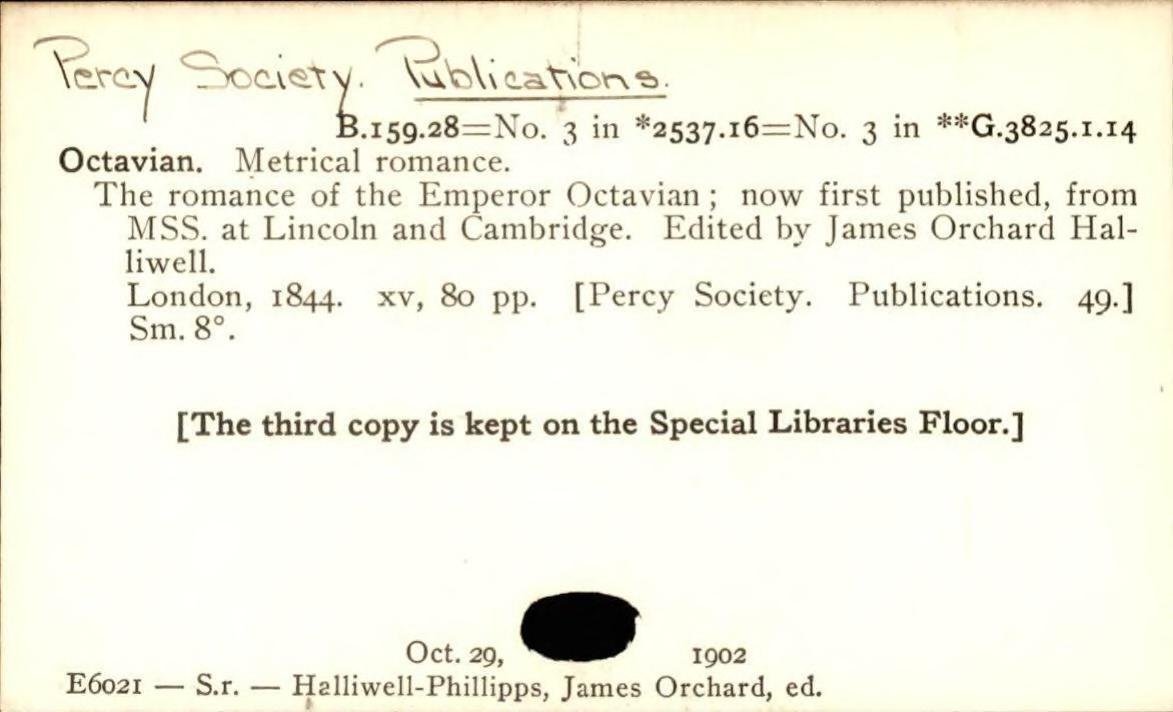 Percy Society. Publications.
B.159.28=No. 3 in *2537.16=No. 3 in **G.3825.1.14
Octavian. Metrical romance.
The romance of the Emperor Octavian; now first published, from
MSS. at Lincoln and Cambridge. Edited by James Orchard Hal-
liwell.
London, 1844. xv, 80 pp. [Percy Society. Publications. 49.]
Sm. 8°.
[The third copy is kept on the Special Libraries Floor.]
Oct. 29, 1902
E6021 — S.r. — Halliwell-Phillipps, James Orchard, ed.